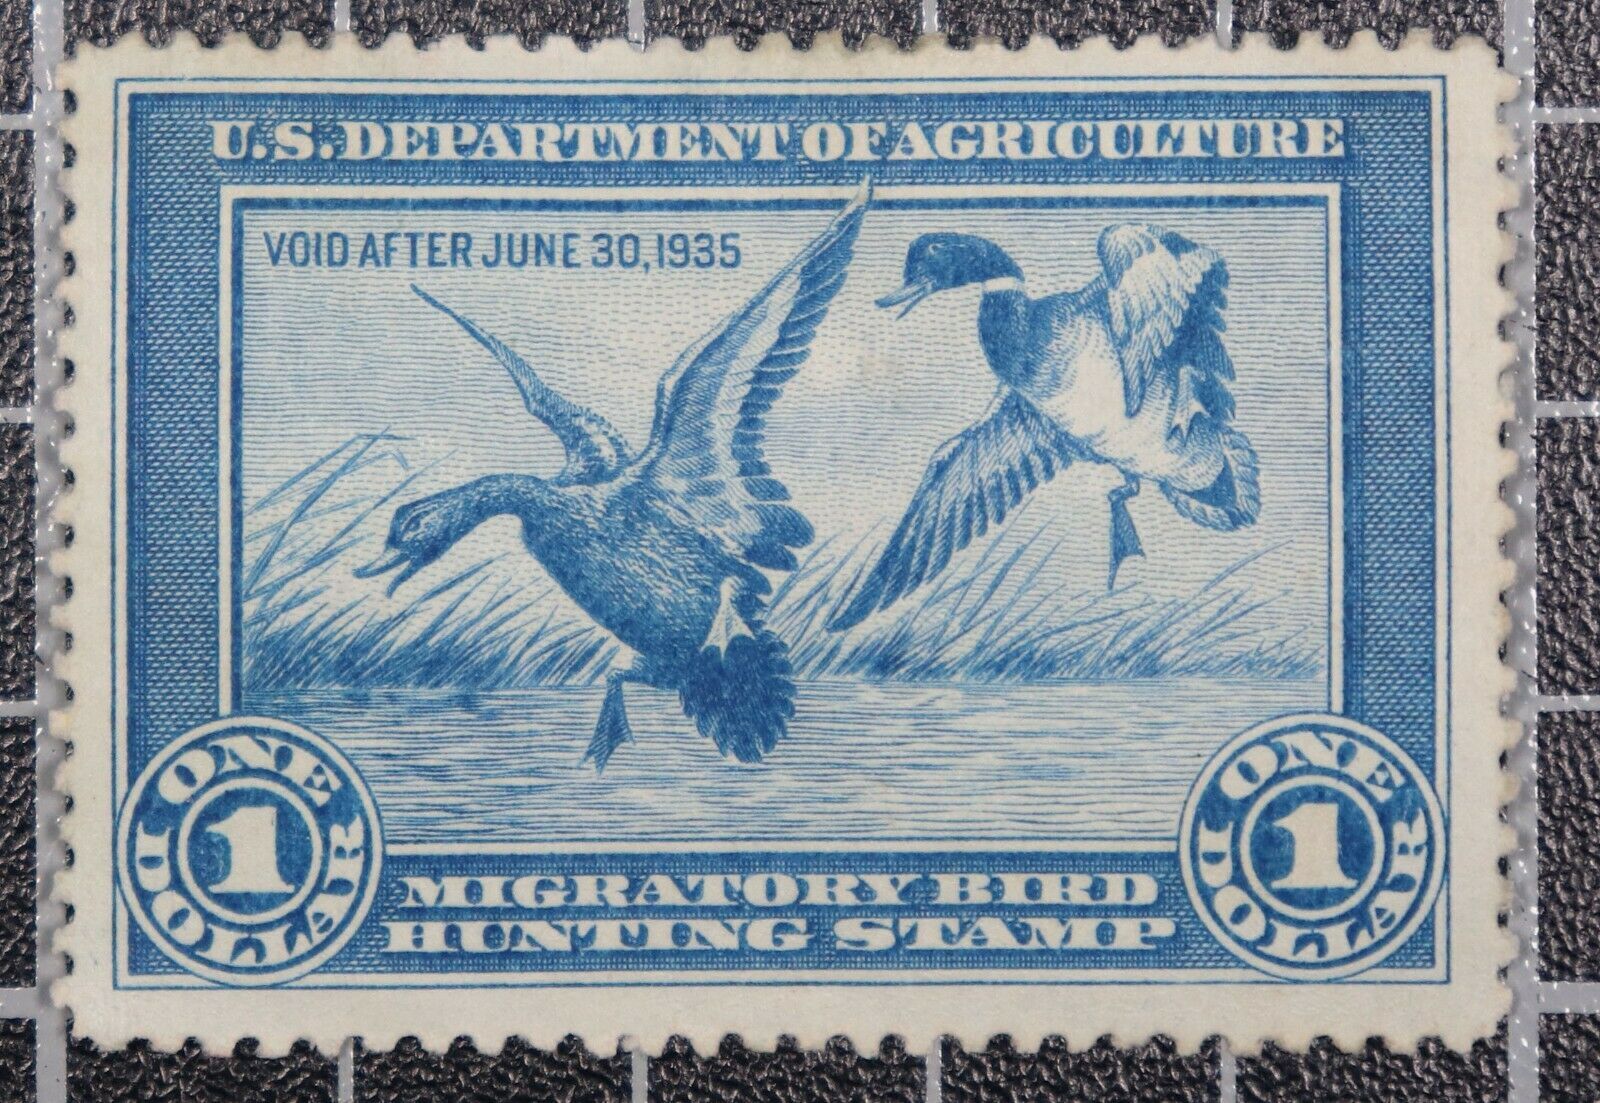 U.S. DEPARTMENT OF AGRICULTURE
VOID AFTER JUNE 30, 1935
ONE
1
DOLLAR
MIGRATORY BIRD
HUNTING STAMP
ONE
1
DOLLAR